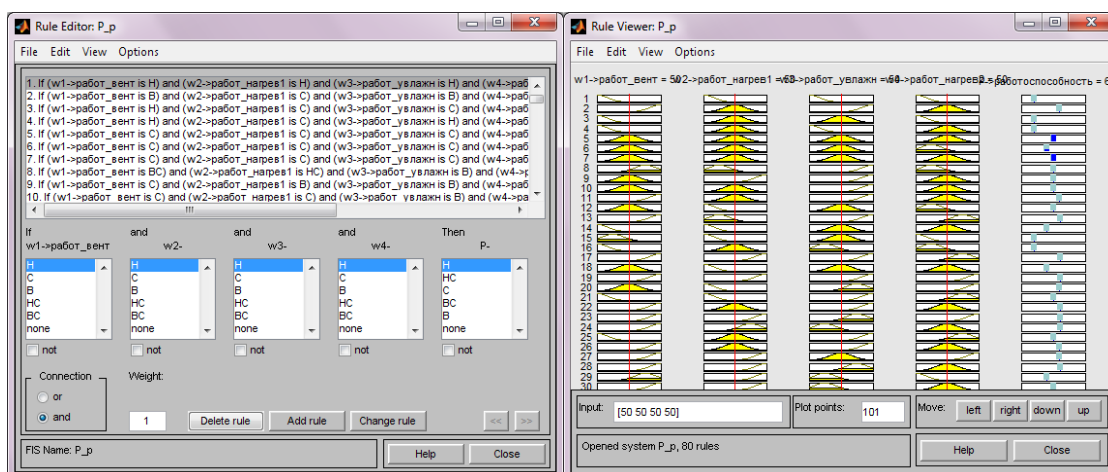 Rule Editor: P_p
File Edit View Options
1. If (w1->работ_вент is H) and (w2->работ_нагрев1 is H) and (w3->работ_увлажн is H) and (w4->раб
2. If (w1->работ_вент is H) and (w2->работ_нагрев1 is C) and (w3->работ_увлажн is B) and (w4->раб
3. If (w1->работ_вент is H) and (w2->работ_нагрев1 is C) and (w3->работ_увлажн is H) and (w4->раб
4. If (w1->работ_вент is H) and (w2->работ_нагрев1 is C) and (w3->работ_увлажн is C) and (w4->раб
5. If (w1->работ_вент is C) and (w2->работ_нагрев1 is C) and (w3->работ_увлажн is C) and (w4->раб
6. If (w1->работ_вент is C) and (w2->работ_нагрев1 is C) and (w3->работ_увлажн is C) and (w4->раб
7. If (w1->работ_вент is C) and (w2->работ_нагрев1 is C) and (w3->работ_увлажн is C) and (w4->раб
8. If (w1->работ_вент is BC) and (w2->работ_нагрев1 is HC) and (w3->работ_увлажн is B) and (w4->р
9. If (w1->работ_вент is C) and (w2->работ_нагрев1 is B) and (w3->работ_увлажн is B) and (w4->раб
10. If (w1->работ_вент is C) and (w2->работ_нагрев1 is C) and (w3->работ_увлажн is B) and (w4->ра
If and and and Then
w1->работ_вент w2- w3- w4- P-
H H H H H
C C C C HC
B B B B C
HC HC HC HC BC
BC BC BC BC B
none none none none none
not not not not not
Connection Weight:
or
and 1 Delete rule Add rule Change rule << >>
FIS Name: P_p Help Close
Rule Viewer: P_p
File Edit View Options
w1->работ_вент = 50 2->работ_нагрев1 = 50 3->работ_увлажн = 50 4->работ_нагрев2 = 50 работоспособность = 6
1
2
3
4
5
6
7
8
9
10
11
12
13
14
15
16
17
18
19
20
21
22
23
24
25
26
27
28
29
30
Input: [50 50 50 50] Plot points: 101 Move: left right down up
Opened system P_p, 80 rules Help Close